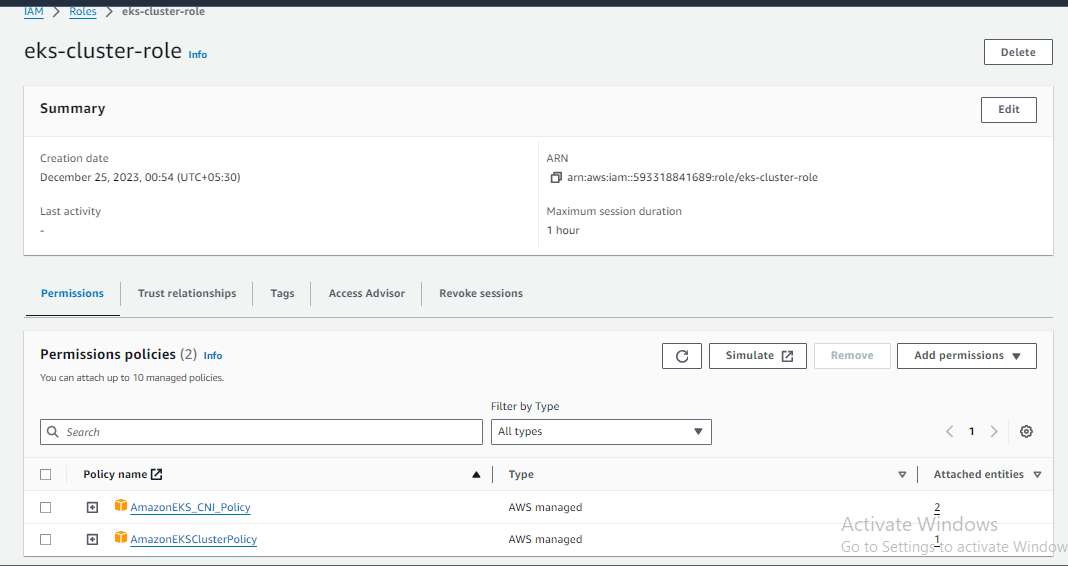 IAM > Roles > eks-cluster-role
eks-cluster-role Info
Delete
Summary
Edit
Creation date
December 25, 2023, 00:54 (UTC+05:30)
ARN
arn:aws:iam::593318841689:role/eks-cluster-role
Last activity
-
Maximum session duration
1 hour
Permissions
Trust relationships
Tags
Access Advisor
Revoke sessions
Permissions policies (2) Info
You can attach up to 10 managed policies.
Simulate
Remove
Add permissions
Filter by Type
Search
All types
1
Policy name
Type
Attached entities
AmazonEKS_CNI_Policy
AWS managed
2
AmazonEKSClusterPolicy
AWS managed
1
Activate Windows
Go to Settings to activate Window